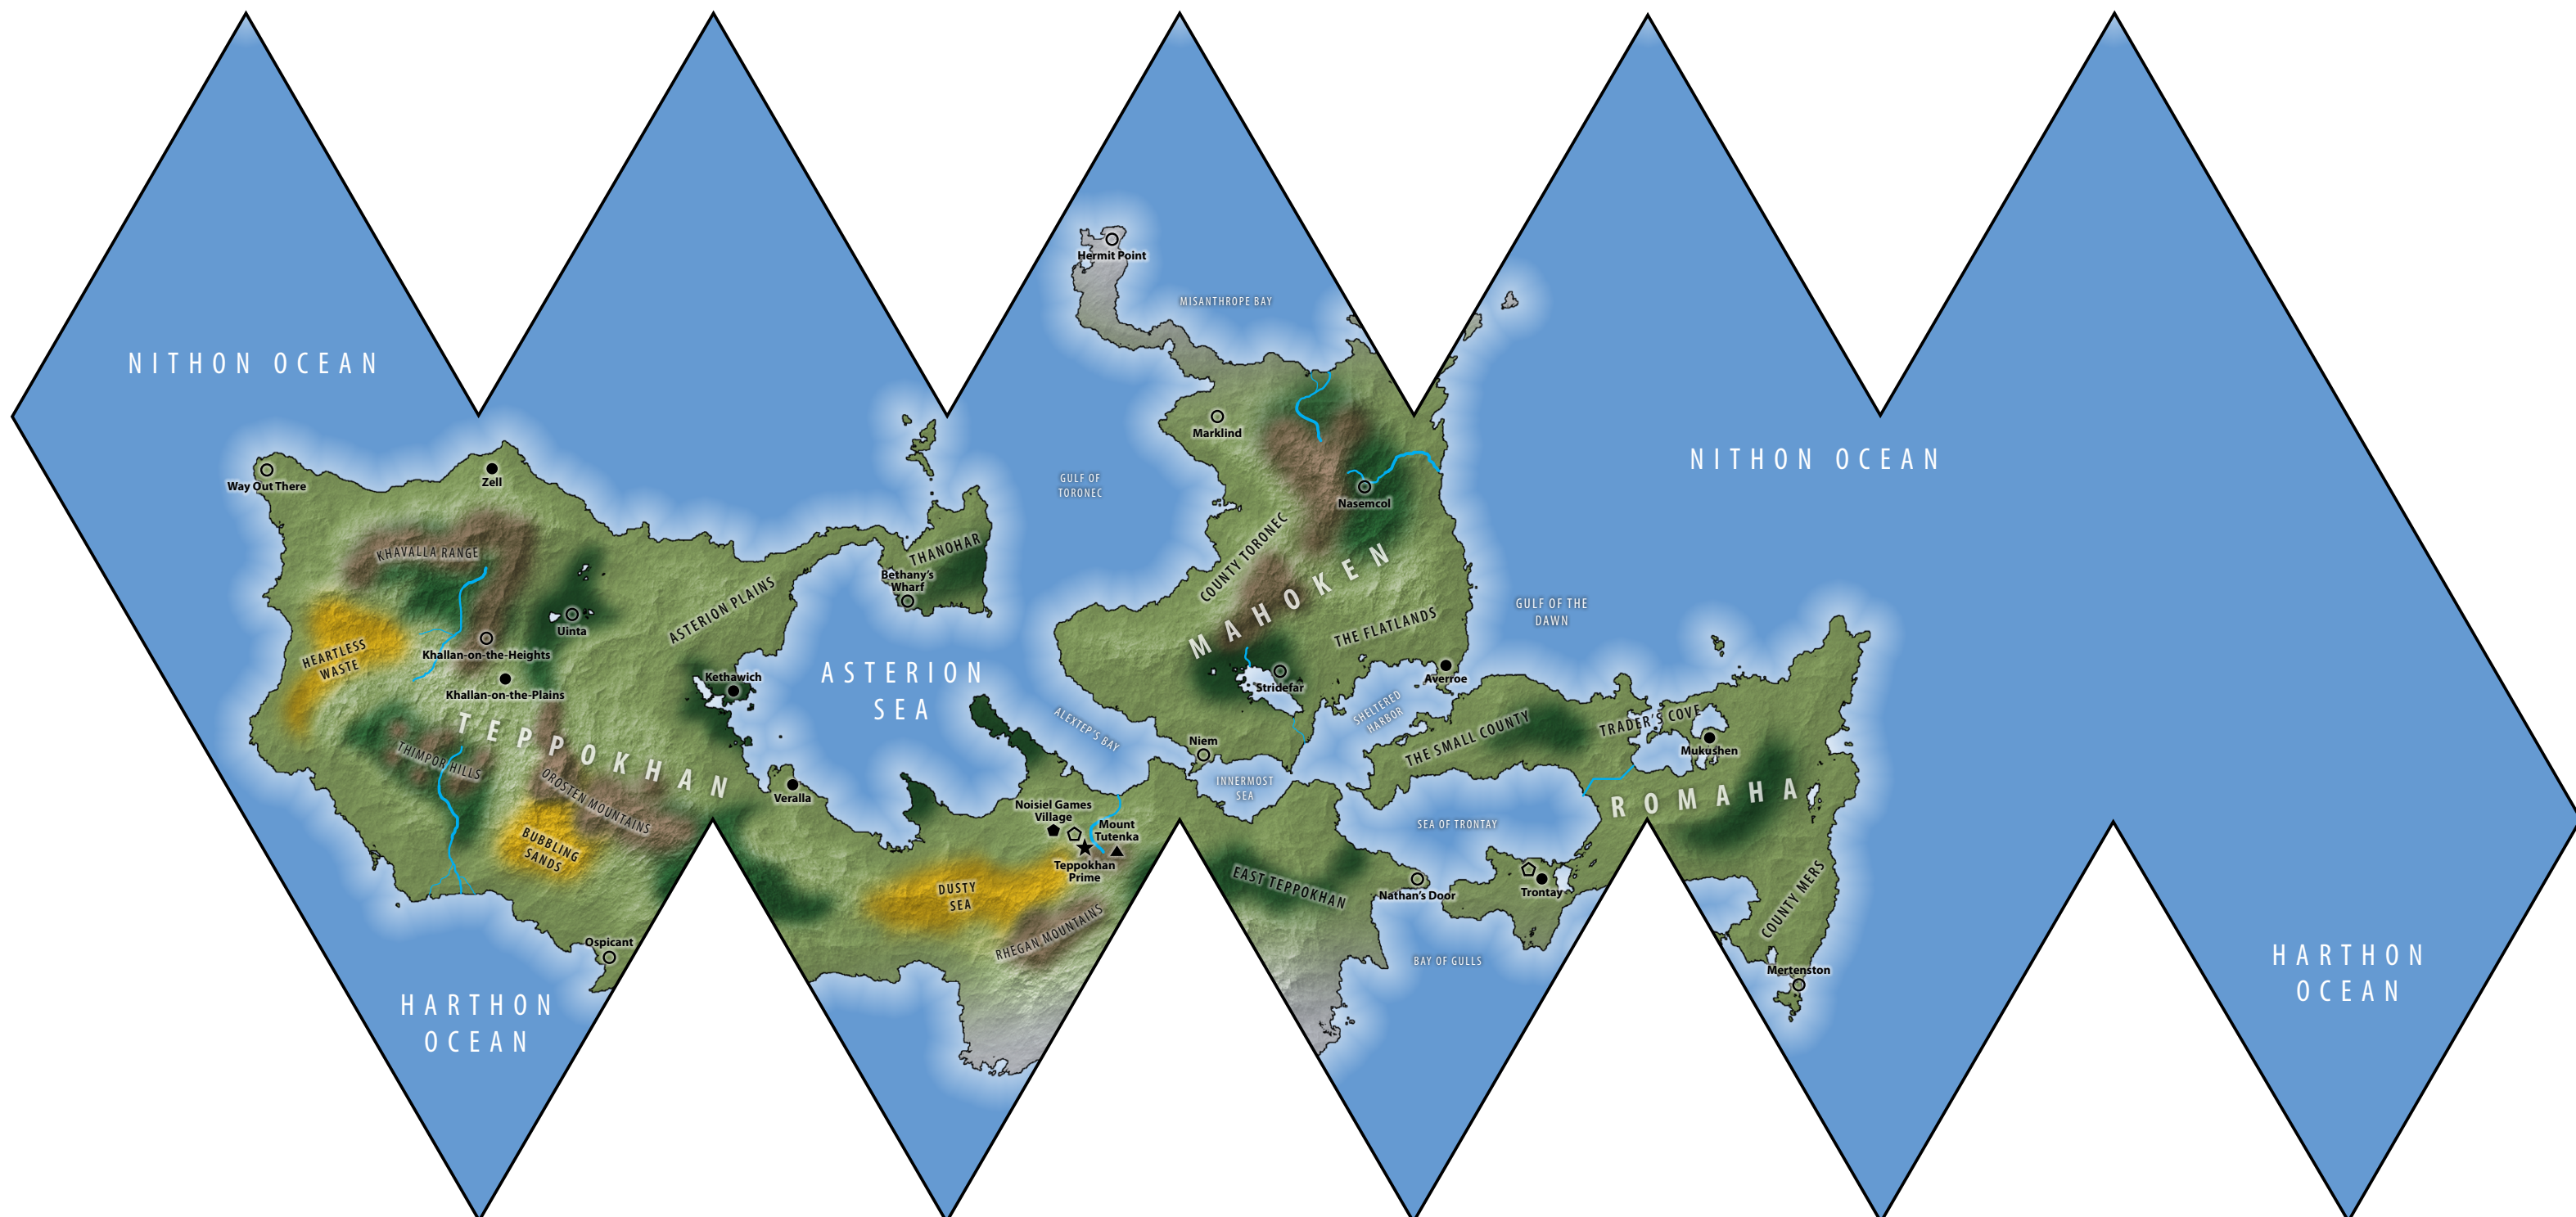 Hermit Point
MISANTHROPE BAY
NITHON OCEAN
Marklind
NITHON OCEAN
Way Out There
Zell
GULF OF
TORONEC
Nasemcol
KHAVALLA RANGE
THANOHAR
COUNTY TORONEC
Bethany's
Wharf
MAHOKEN
ASTERION PLAINS
GULF OF THE
DAWN
Uinta
THE FLATLANDS
HEARTLESS
WASTE
Khallan-on-the-Heights
Kethawich
ASTERION
SEA
Stridefar
Averroe
Khallan-on-the-Plains
SHELTERED
HARBOR
TEPPOKHAN
ALEXTEP'S BAY
THE SMALL COUNTY
TRADER'S COVE
Niem
Mukushen
THIMPOR HILLS
OROSTEN MOUNTAINS
Veralla
INNERMOST
SEA
ROMAHA
Noisiel Games
Village
Mount
Tutenka
SEA OF TRONTAY
BUBBLING
SANDS
Teppokhan
Prime
DUSTY
SEA
EAST TEPPOKHAN
Nathan's Door
Trontay
COUNTY MERS
RHEGAN MOUNTAINS
Ospicant
BAY OF GULLS
Mertenston
HARTHON
OCEAN
HARTHON
OCEAN